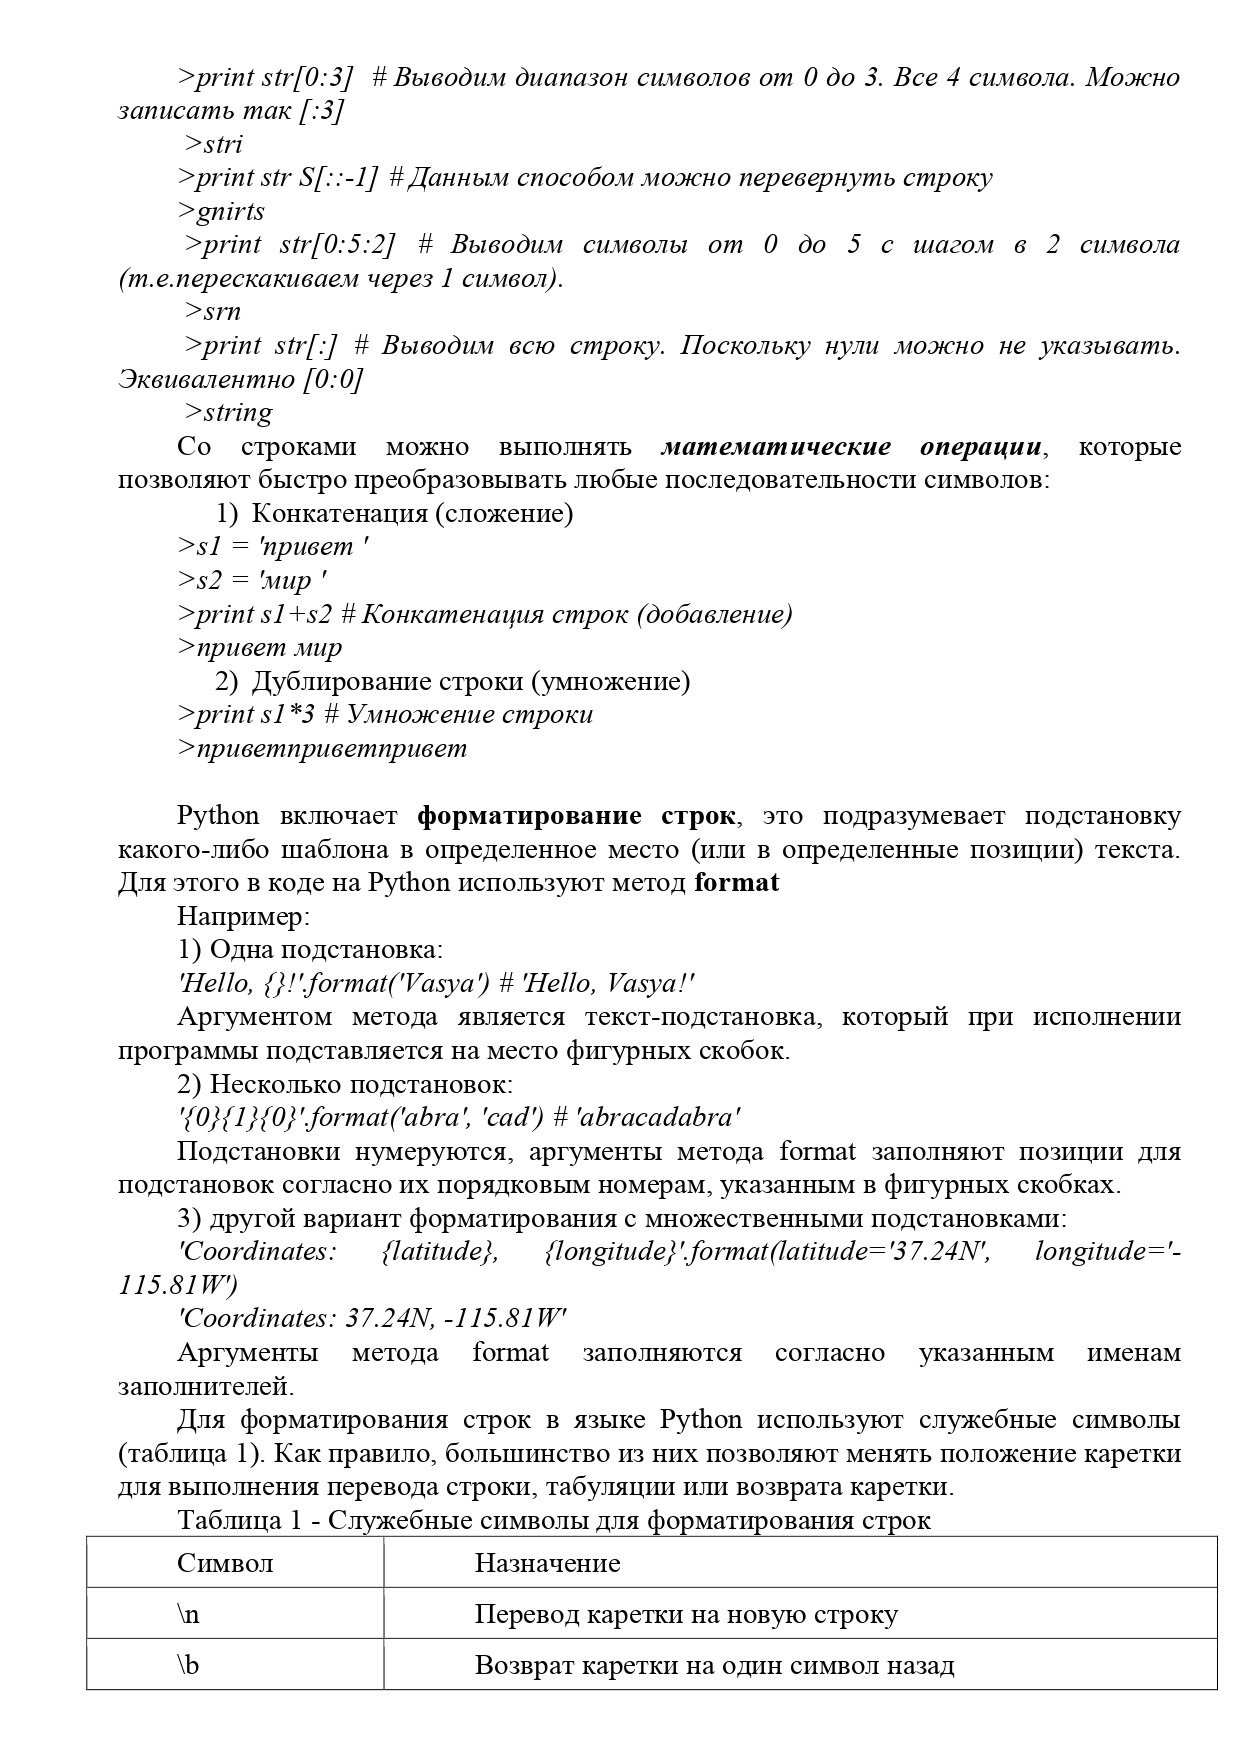 >print str[0:3]  # Выводим диапазон символов от 0 до 3. Все 4 символа. Можно
записать так [:3]
>stri
>print str S[::-1] # Данным способом можно перевернуть строку
>gnirts
>print str[0:5:2] # Выводим символы от 0 до 5 с шагом в 2 символа
(т.е.перескакиваем через 1 символ).
>srn
>print str[:] # Выводим всю строку. Поскольку нули можно не указывать.
Эквивалентно [0:0]
>string
Со строками можно выполнять математические операции, которые
позволяют быстро преобразовывать любые последовательности символов:
1) Конкатенация (сложение)
>s1 = 'привет '
>s2 = 'мир '
>print s1+s2 # Конкатенация строк (добавление)
>привет мир
2) Дублирование строки (умножение)
>print s1*3 # Умножение строки
>приветприветпривет
Python включает форматирование строк, это подразумевает подстановку
какого-либо шаблона в определенное место (или в определенные позиции) текста.
Для этого в коде на Python используют метод format
Например:
1) Одна подстановка:
'Hello, {}!'.format('Vasya') # 'Hello, Vasya!'
Аргументом метода является текст-подстановка, который при исполнении
программы подставляется на место фигурных скобок.
2) Несколько подстановок:
'{0}{1}{0}'.format('abra', 'cad') # 'abracadabra'
Подстановки нумеруются, аргументы метода format заполняют позиции для
подстановок согласно их порядковым номерам, указанным в фигурных скобках.
3) другой вариант форматирования с множественными подстановками:
'Coordinates: {latitude}, {longitude}'.format(latitude='37.24N', longitude='-
115.81W')
'Coordinates: 37.24N, -115.81W'
Аргументы метода format заполняются согласно указанным именам
заполнителей.
Для форматирования строк в языке Python используют служебные символы
(таблица 1). Как правило, большинство из них позволяют менять положение каретки
для выполнения перевода строки, табуляции или возврата каретки.
Таблица 1 - Служебные символы для форматирования строк
Символ Назначение
\n Перевод каретки на новую строку
\b Возврат каретки на один символ назад